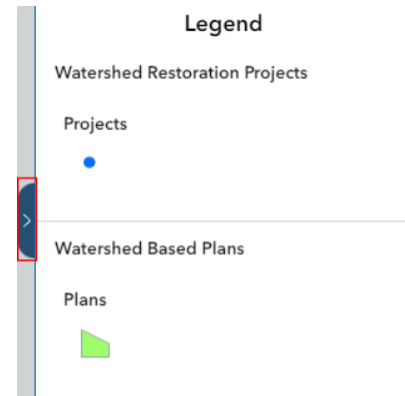 Legend
Watershed Restoration Projects
Projects
Watershed Based Plans
Plans